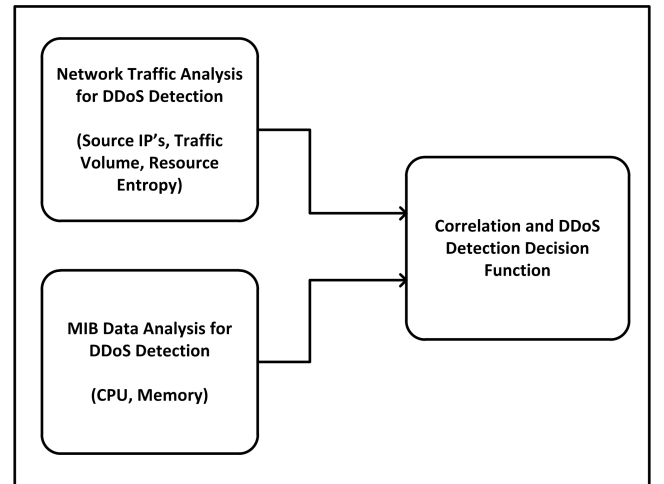 Network Traffic Analysis
for DDoS Detection
(Source IP's, Traffic
Volume, Resource
Entropy)
MIB Data Analysis for
DDoS Detection
(CPU, Memory)
Correlation and DDoS
Detection Decision
Function